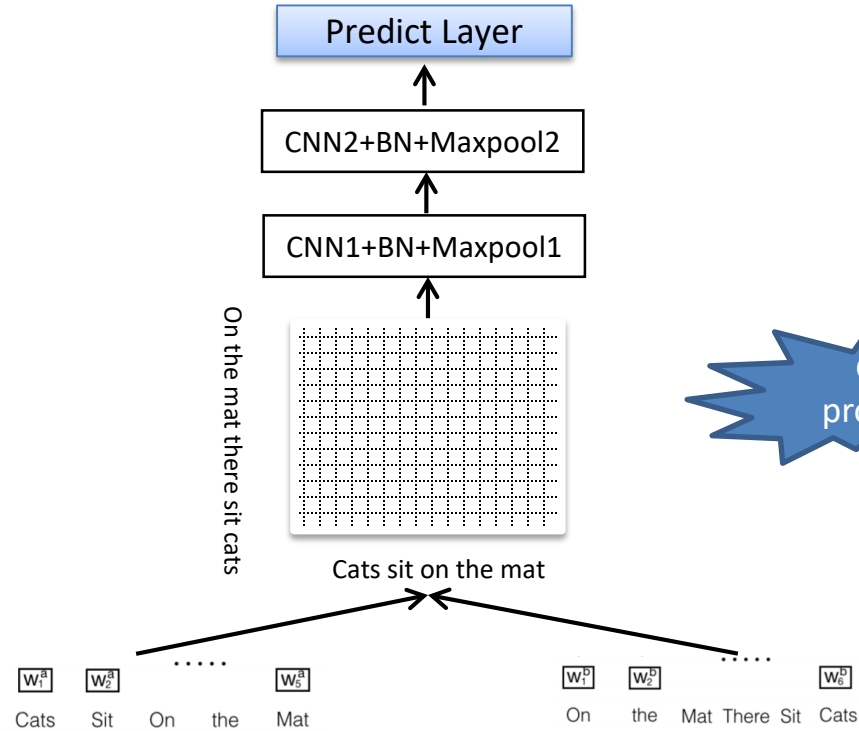 Predict Layer
CNN2+BN+Maxpool2
CNN1+BN+Maxpool1
On the mat there sit cats
Cats sit on the mat
.....
.....
w₁ᵃ w₂ᵃ w₅ᵃ
w₁ᵇ w₂ᵇ w₆ᵇ
Cats Sit On the Mat
On the Mat There Sit Cats